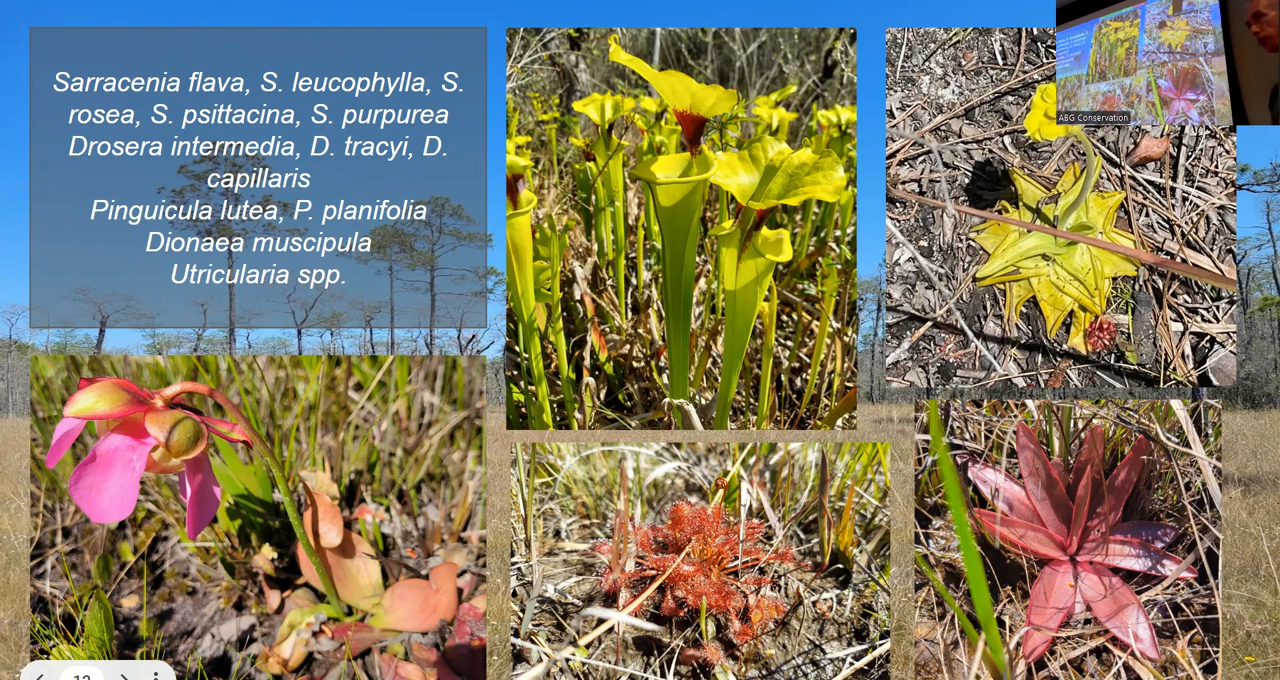 Sarracenia flava, S. leucophylla, S.
rosea, S. psittacina, S. purpurea
Drosera intermedia, D. tracyi, D.
capillaris
Pinguicula lutea, P. planifolia
Dionaea muscipula
Utricularia spp.
ABG Conservation